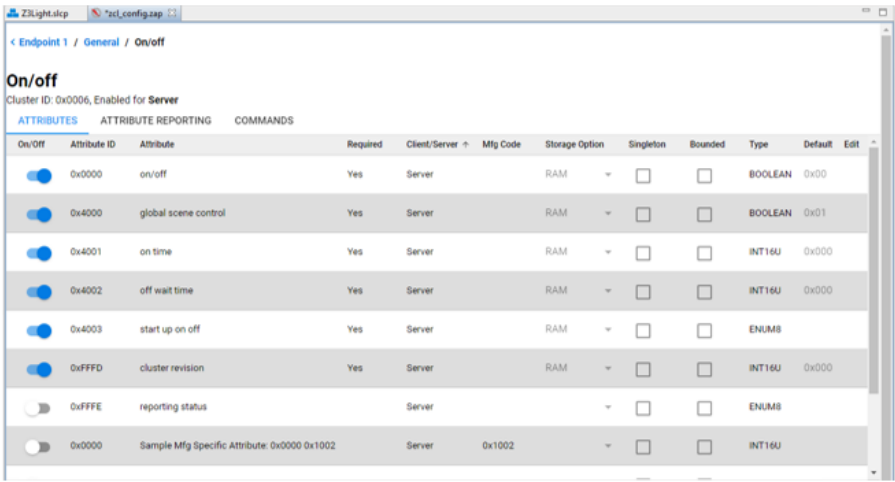 Z3Light.slcp *zcl_config.zap
< Endpoint 1 / General / On/off
On/off
Cluster ID: 0x0006, Enabled for Server
ATTRIBUTES ATTRIBUTE REPORTING COMMANDS
On/Off Attribute ID Attribute Required Client/Server ↑ Mfg Code Storage Option Singleton Bounded Type Default Edit
0x0000 on/off Yes Server RAM BOOLEAN 0x00
0x4000 global scene control Yes Server RAM BOOLEAN 0x01
0x4001 on time Yes Server RAM INT16U 0x000
0x4002 off wait time Yes Server RAM INT16U 0x000
0x4003 start up on off Yes Server RAM ENUM8
0xFFFD cluster revision Yes Server RAM INT16U 0x000
0xFFFE reporting status Server ENUM8
0x0000 Sample Mfg Specific Attribute: 0x0000 0x1002 Server 0x1002 INT16U